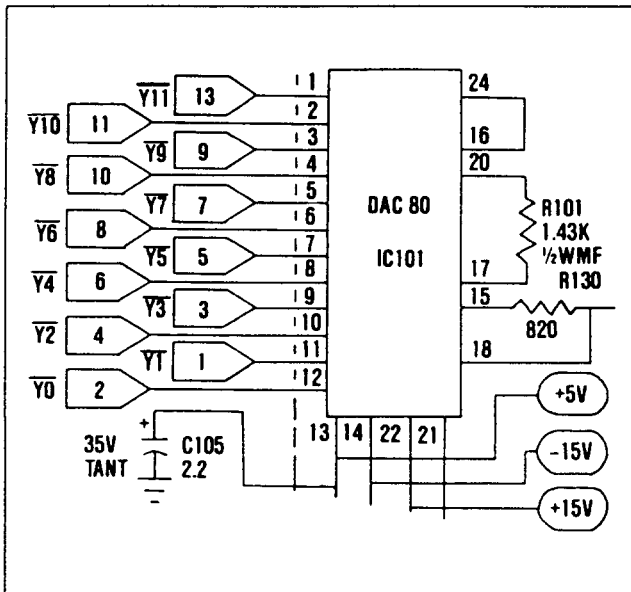 Y11 13 1 24
Y10 11 2
Y9 9 3 16
Y8 10 4 20
Y7 7 5
DAC 80
Y6 8 6
R101
Y5 5 7
IC101
1.43K
Y4 6 8
½WMF
Y3 3 9 17
R130
Y2 4 10 15
Y1 1 11
820
Y0 2 12 18
+5V
13 14 22 21
+
35V C105
TANT 2.2
-15V
+15V